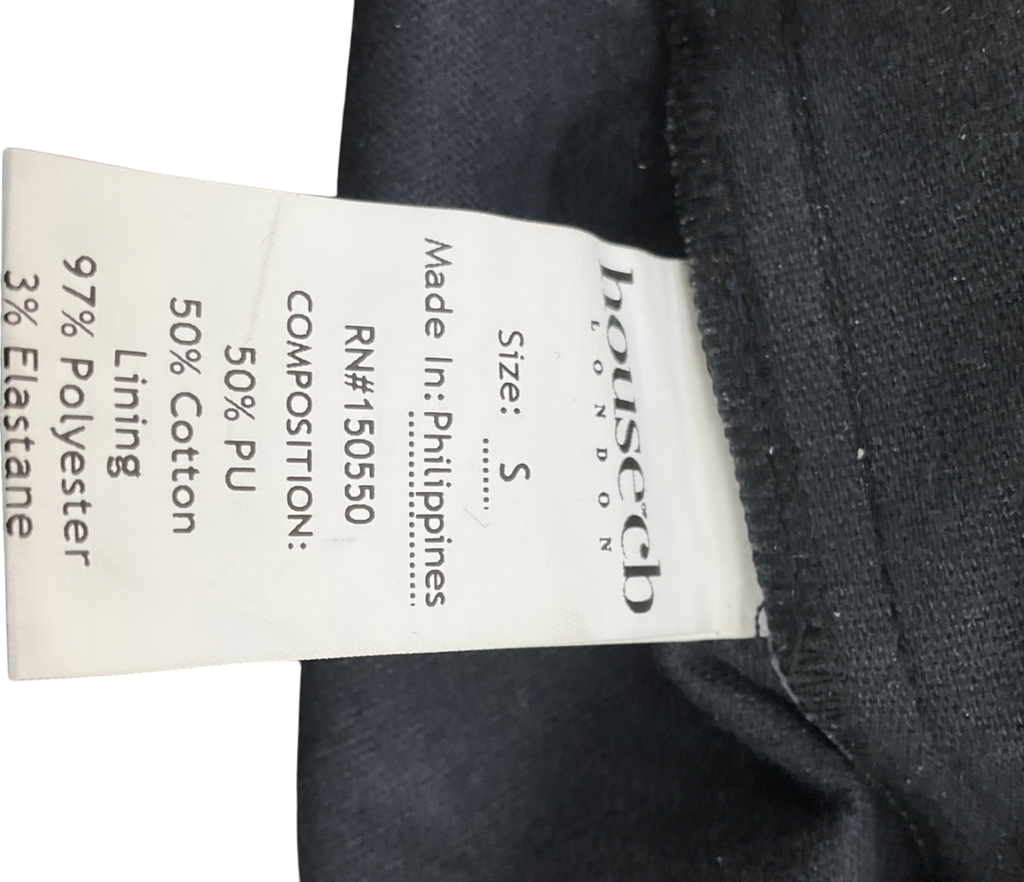 house of cb
LONDON
Size: S
Made In: Philippines
RN#150550
COMPOSITION:
50% PU
50% Cotton
Lining
97% Polyester
3% Elastane